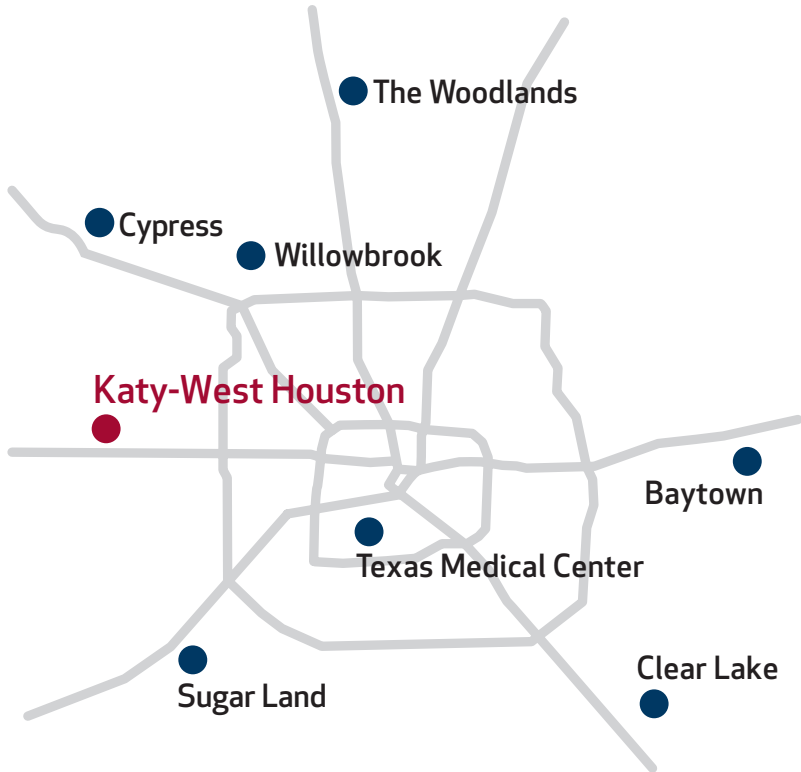 The Woodlands
Cypress
Willowbrook
Katy-West Houston
Baytown
Texas Medical Center
Clear Lake
Sugar Land